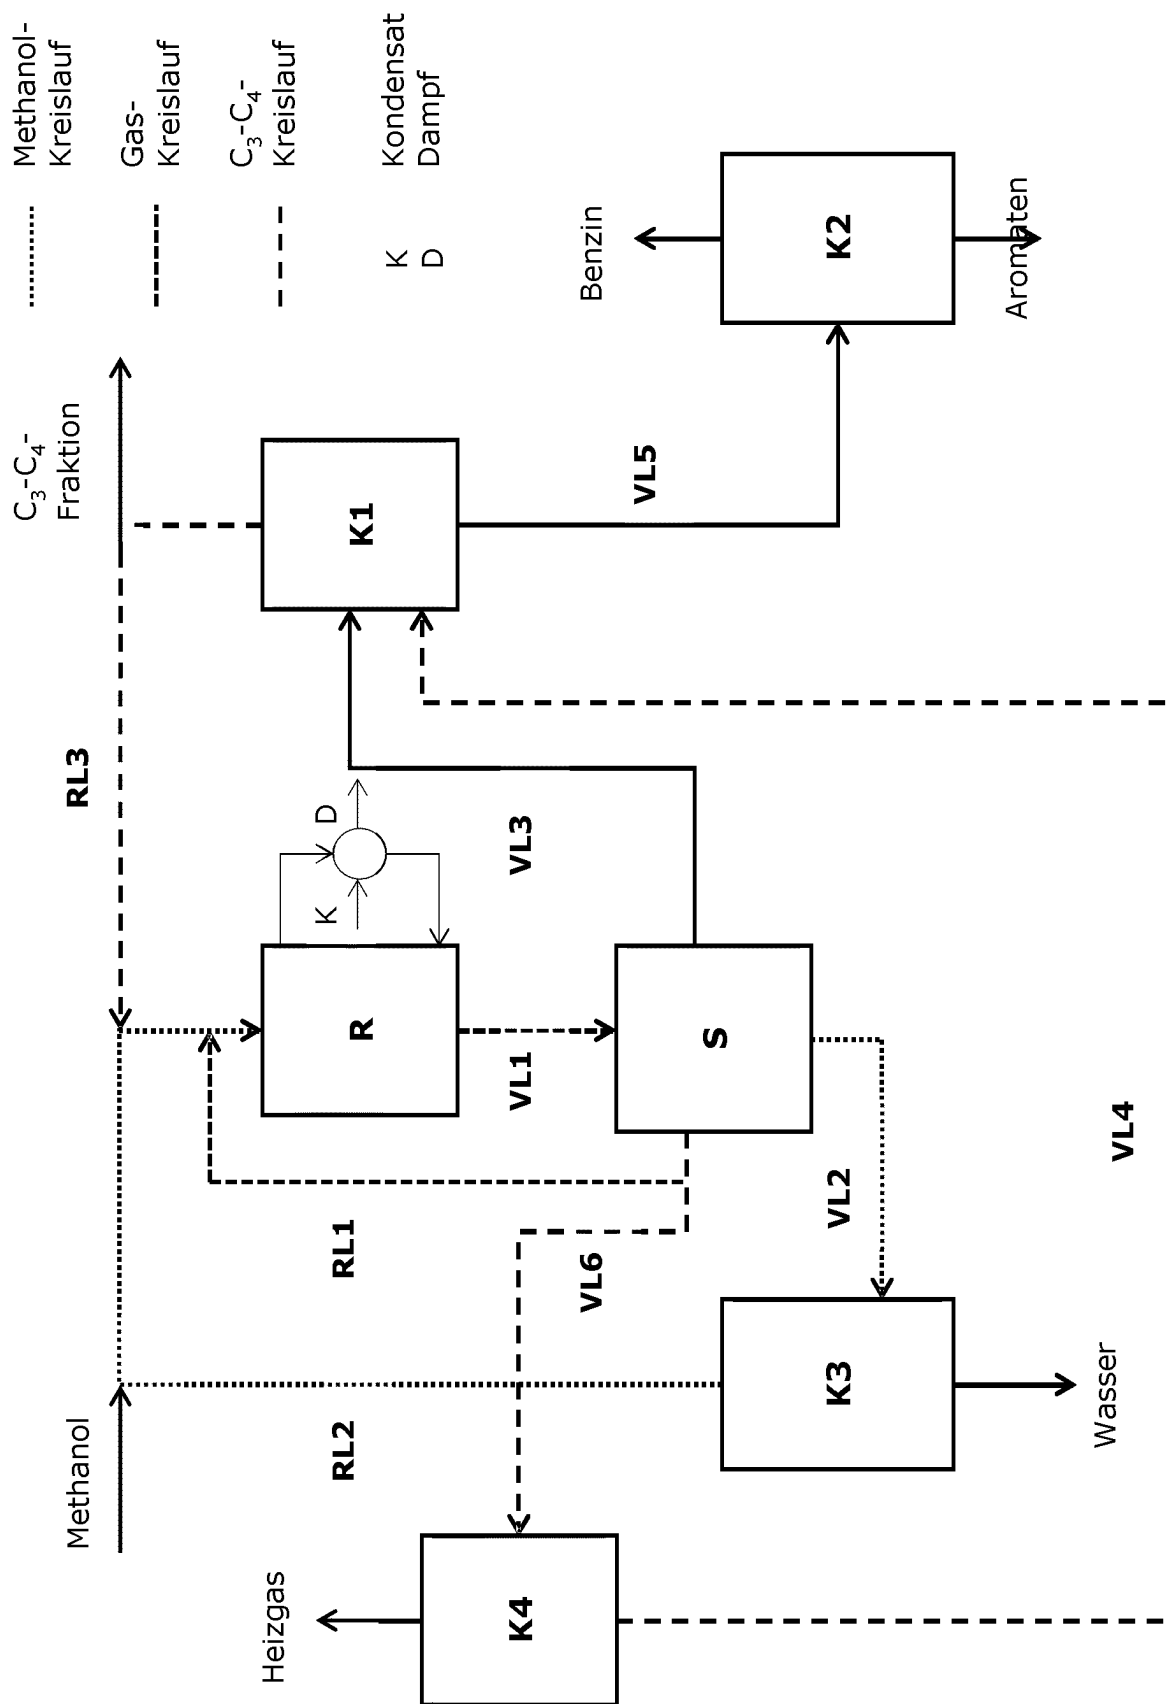 Methanol
RL3
C₃-C₄-
Fraktion
Methanol-
Kreislauf
Gas-
Kreislauf
C₃-C₄-
Kreislauf
K Kondensat
D Dampf
Heizgas
RL2
RL1
R
K
D
K1
K4
VL6
VL1
VL3
VL5
Benzin
S
K3
VL2
K2
Wasser
VL4
Aromaten